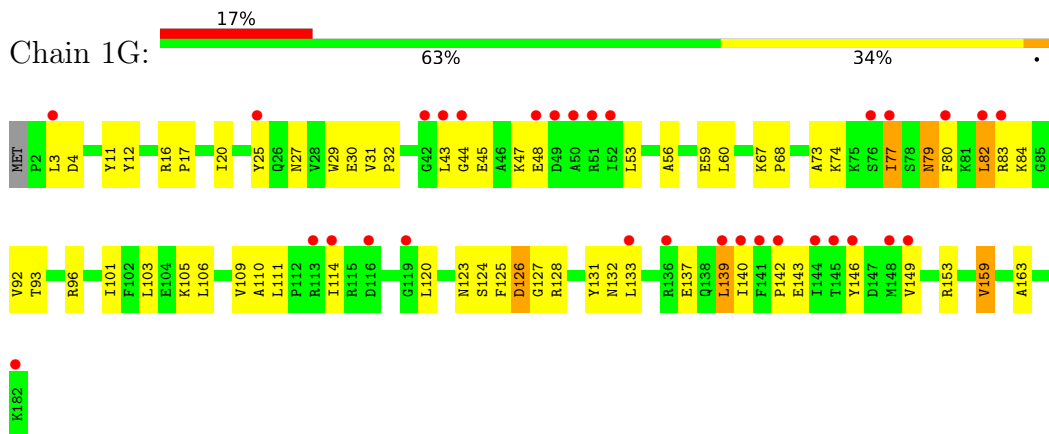 17%
Chain 1G:
63% 34% •
MET P2 L3 D4 Y11 Y12 R16 P17 I20 Y25 Q26 N27 V28 W29 E30 V31 P32 G42 L43 G44 E45 A46 K47 E48 D49 A50 R51 I52 L53 A56 E59 L60 K67 P68 A73 K74 K75 S76 I77 S78 N79 F80 K81 L82 R83 K84 G85
V92 T93 R96 I101 F102 L103 E104 K105 L106 V109 A110 L111 P112 R113 I114 R115 D116 G119 L120 N123 S124 F125 D126 G127 R128 Y131 N132 L133 R136 E137 Q138 L139 I140 F141 P142 E143 I144 T145 Y146 D147 M148 V149 R153 V159 A163
K182